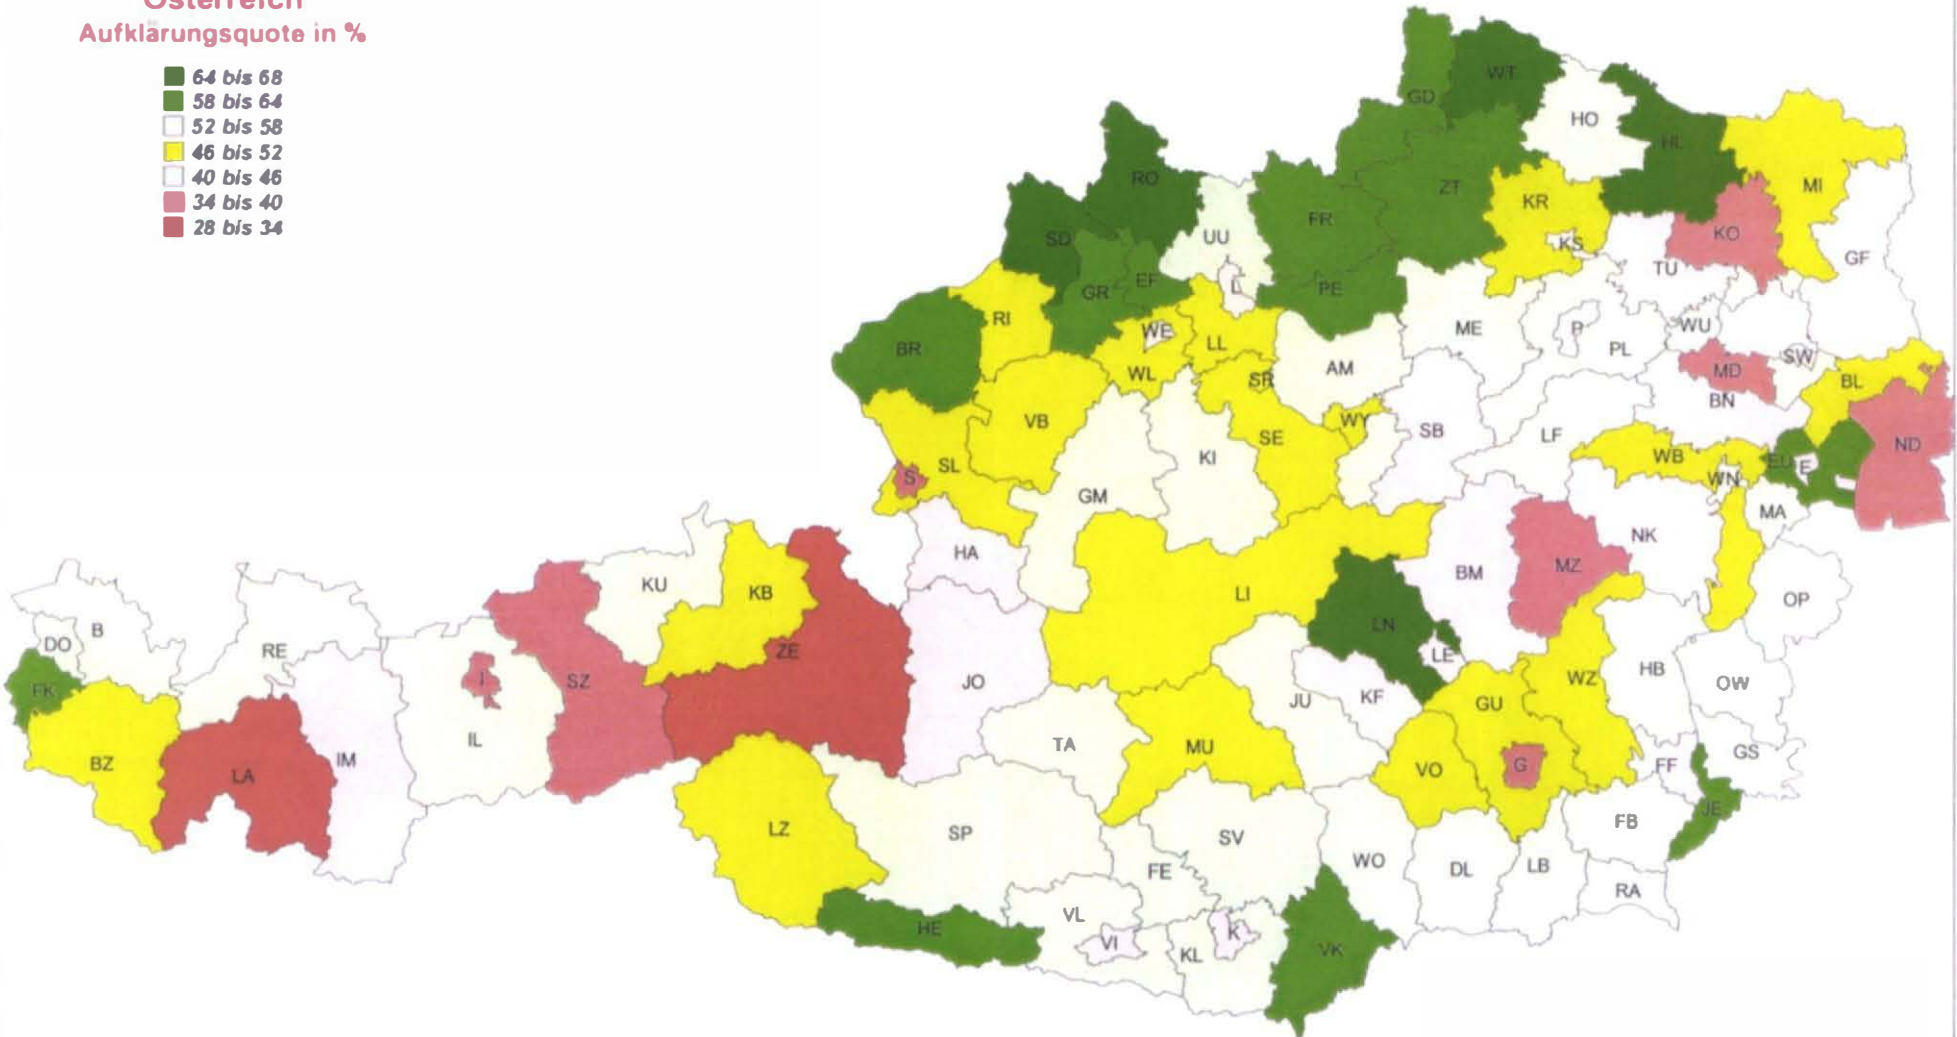 Österreich
Aufklärungsquote in %
64 bis 68
58 bis 64
52 bis 58
46 bis 52
40 bis 46
34 bis 40
28 bis 34
WT
GD
HO
HL
RO
ZT
KR
MI
FR
SD
UU
KS
KO
GF
TU
EF
GR
L
PE
RI
WE
ME
P
WU
BR
LL
PL
SW
WL
AM
MD
BL
SR
BN
VB
WY
SE
SB
LF
ND
KI
SL
WB
EU
E
S
GM
WN
MA
NK
HA
MZ
BM
KU
KB
LI
OP
LN
DO
B
RE
ZE
LE
HB
I
SZ
JO
WZ
OW
FK
JU
KF
GU
IL
TA
MU
GS
BZ
IM
LA
VO
G
FF
JE
LZ
SP
SV
FB
WO
FE
DL
LB
RA
VL
HE
VI
K
KL
VK